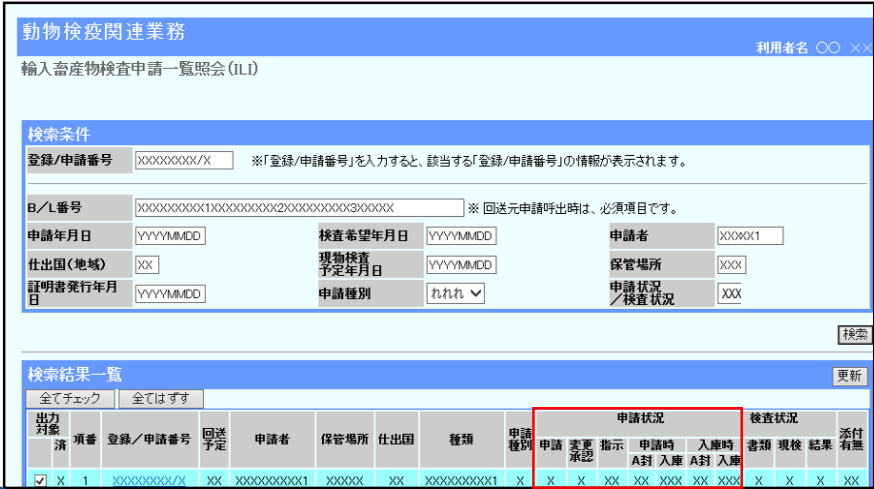 動物検疫関連業務
利用者名 ○○ ××
輸入畜産物検査申請一覧照会(ILI)
検索条件
登録/申請番号 XXXXXXXX/X ※「登録/申請番号」を入力すると、該当する「登録/申請番号」の情報が表示されます。
B/L番号 XXXXXXXXX1XXXXXXXXX2XXXXXXXXX3XXXXX ※ 回送元申請呼出時は、必須項目です。
申請年月日 YYYYMMDD 検査希望年月日 YYYYMMDD 申請者 XXXXX1
仕出国(地域) XX 現物検査予定年月日 YYYYMMDD 保管場所 XXX
証明書発行年月日 YYYYMMDD 申請種別 れれれ 申請状況/検査状況 XXX
検索
検索結果一覧 更新
全てチェック 全てはずす
出力対象 済 項番 登録/申請番号 回送予定 申請者 保管場所 仕出国 種類 申請種別 申請状況 検査状況 添付有無
申請 変更承認 指示 申請時 入庫時 書類 現検 結果
A封 入庫 A封 入庫
X 1 XXXXXXXX/X XX XXXXXXXXX1 XXXXX XX XXXXXXXXX1 X X X XX XX XXX XX XXX X X X XX